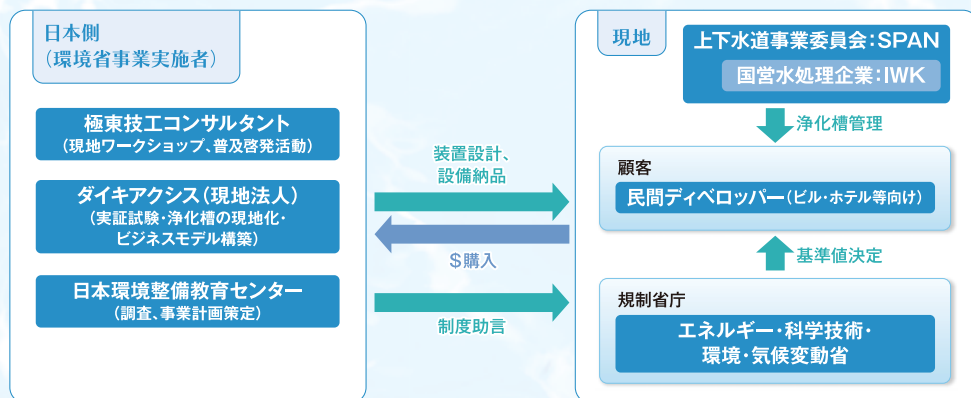 日本側
(環境省事業実施者)
極東技工コンサルタント
(現地ワークショップ、普及啓発活動)
ダイキアクシス(現地法人)
(実証試験・浄化槽の現地化・
ビジネスモデル構築)
日本環境整備教育センター
(調査、事業計画策定)
装置設計、
設備納品
$購入
制度助言
現地
上下水道事業委員会:SPAN
国営水処理企業:IWK
浄化槽管理
顧客
民間ディベロッパー(ビル・ホテル等向け)
基準値決定
規制省庁
エネルギー・科学技術・
環境・気候変動省